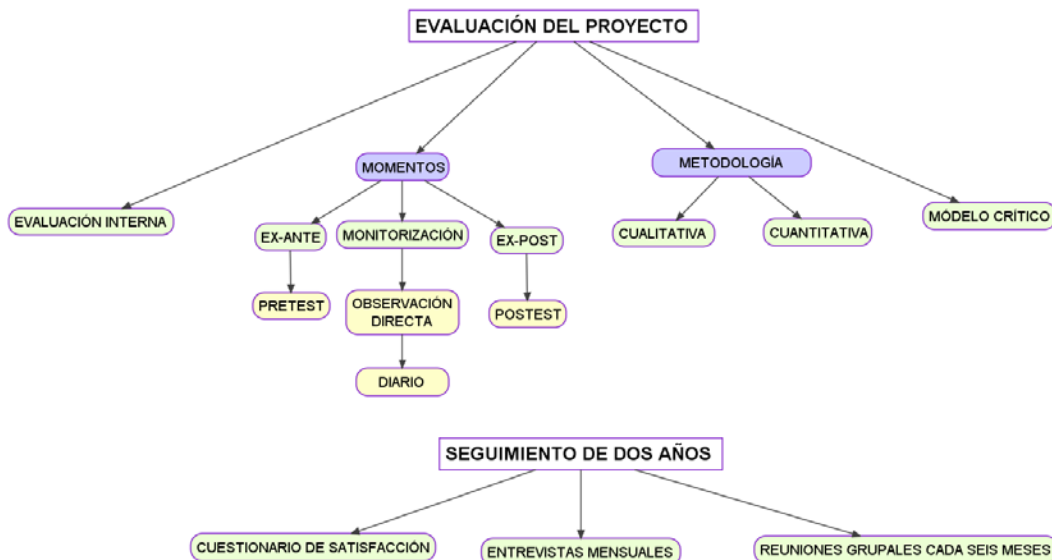 EVALUACIÓN DEL PROYECTO
MOMENTOS
METODOLOGÍA
EVALUACIÓN INTERNA
EX-ANTE
MONITORIZACIÓN
EX-POST
CUALITATIVA
CUANTITATIVA
MÓDELO CRÍTICO
PRETEST
OBSERVACIÓN
DIRECTA
POSTEST
DIARIO
SEGUIMIENTO DE DOS AÑOS
CUESTIONARIO DE SATISFACCIÓN
ENTREVISTAS MENSUALES
REUNIONES GRUPALES CADA SEIS MESES